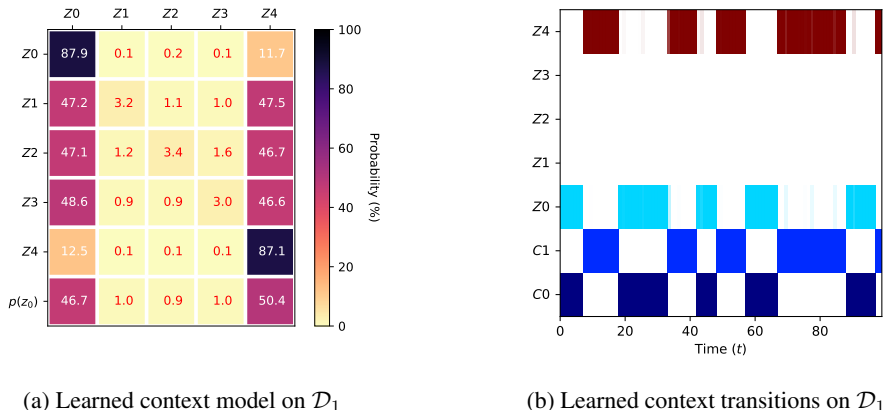 Z0 Z1 Z2 Z3 Z4
Z0 87.9 0.1 0.2 0.1 11.7
Z1 47.2 3.2 1.1 1.0 47.5
Z2 47.1 1.2 3.4 1.6 46.7
Z3 48.6 0.9 0.9 3.0 46.6
Z4 12.5 0.1 0.1 0.1 87.1
p(z₀) 46.7 1.0 0.9 1.0 50.4
100
80
60
40
20
0
Probability (%)
(a) Learned context model on 𝒟₁
Z4
Z3
Z2
Z1
Z0
C1
C0
0 20 40 60 80
Time (t)
(b) Learned context transitions on 𝒟₁